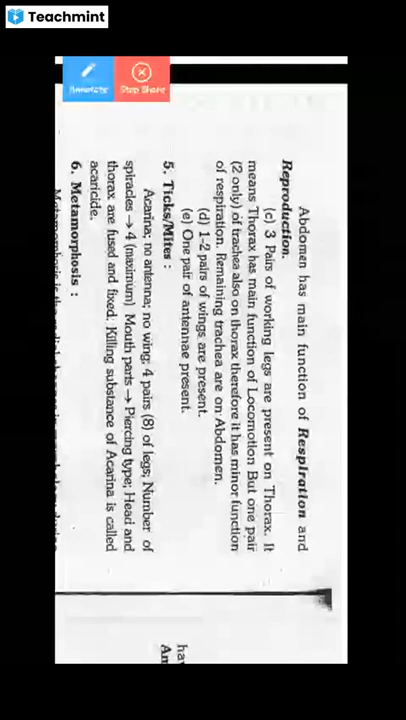 Teachmint
Annotate
Stop Share
Abdomen has main function of Respiration and
Reproduction.
(c) 3 Pairs of working legs are present on Thorax. It
means Thorax has main function of Locomotion But one pair
(2 only) of trachea also on thorax therefore it has minor function
of respiration. Remaining trachea are on Abdomen.
(d) 1-2 pairs of wings are present.
(e) One pair of antennae present.
5. Ticks/Mites :
Acarina; no antenna; no wing; 4 pairs (8) of legs; Number of
spiracles → 4 (maximum) Mouth parts → Piercing type; Head and
thorax are fused and fixed. Killing substance of Acarina is called
acaricide.
6. Metamorphosis :